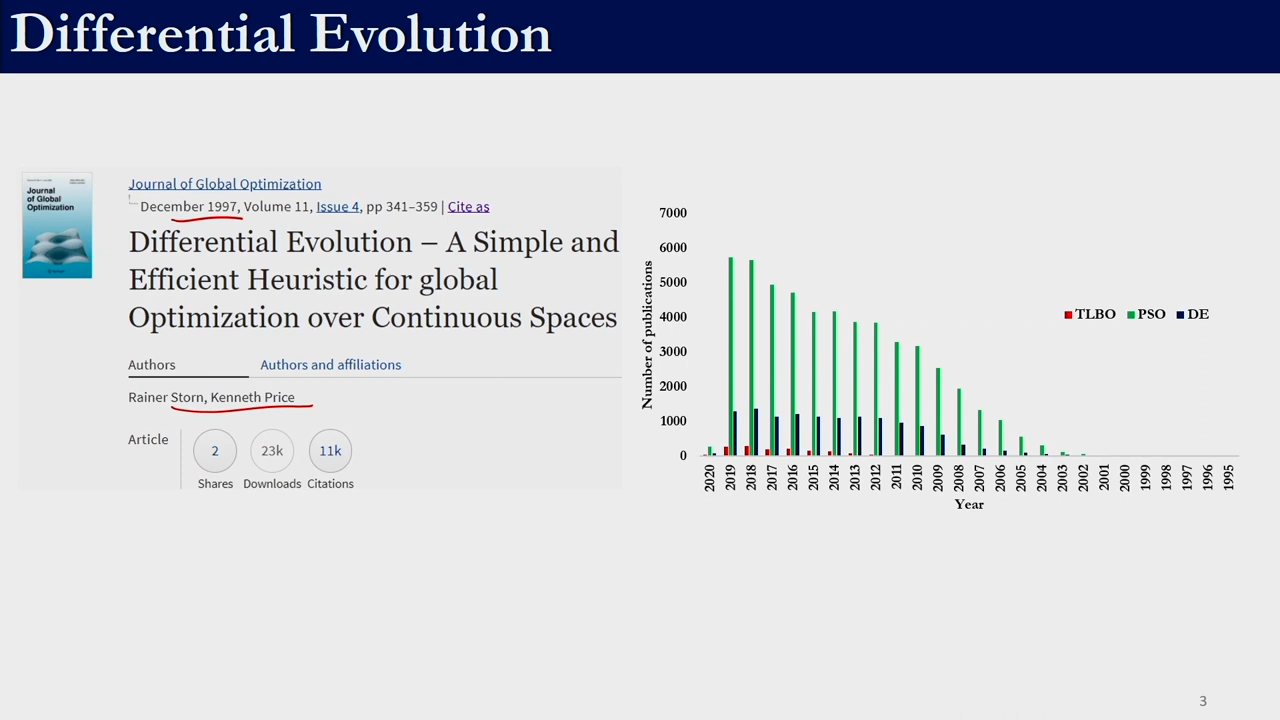 Differential Evolution
Journal
of Global
Optimization
Journal of Global Optimization
December 1997, Volume 11, Issue 4, pp 341–359 | Cite as
Differential Evolution – A Simple and
Efficient Heuristic for global
Optimization over Continuous Spaces
Authors
Authors and affiliations
Rainer Storn, Kenneth Price
Article
2
23k
11k
Shares
Downloads
Citations
Number of publications
7000
6000
5000
4000
3000
2000
1000
0
TLBO
PSO
DE
2020
2019
2018
2017
2016
2015
2014
2013
2012
2011
2010
2009
2008
2007
2006
2005
2004
2003
2002
2001
2000
1999
1998
1997
1996
1995
Year
3